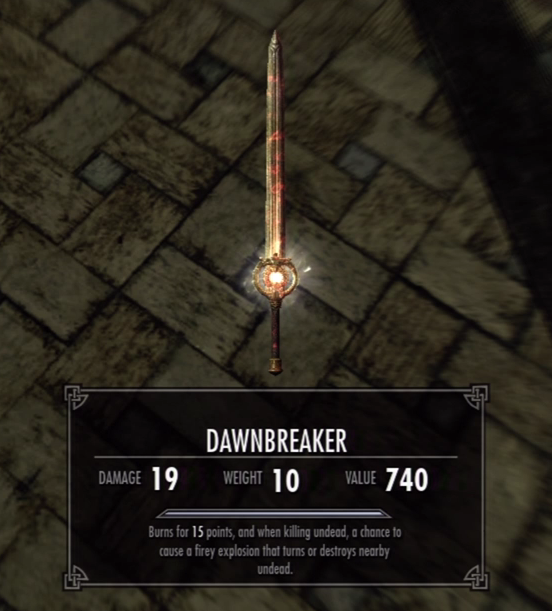 DAWNBREAKER
DAMAGE 19 WEIGHT 10 VALUE 740
Burns for 15 points, and when killing undead, a chance to
cause a firey explosion that turns or destroys nearby
undead.